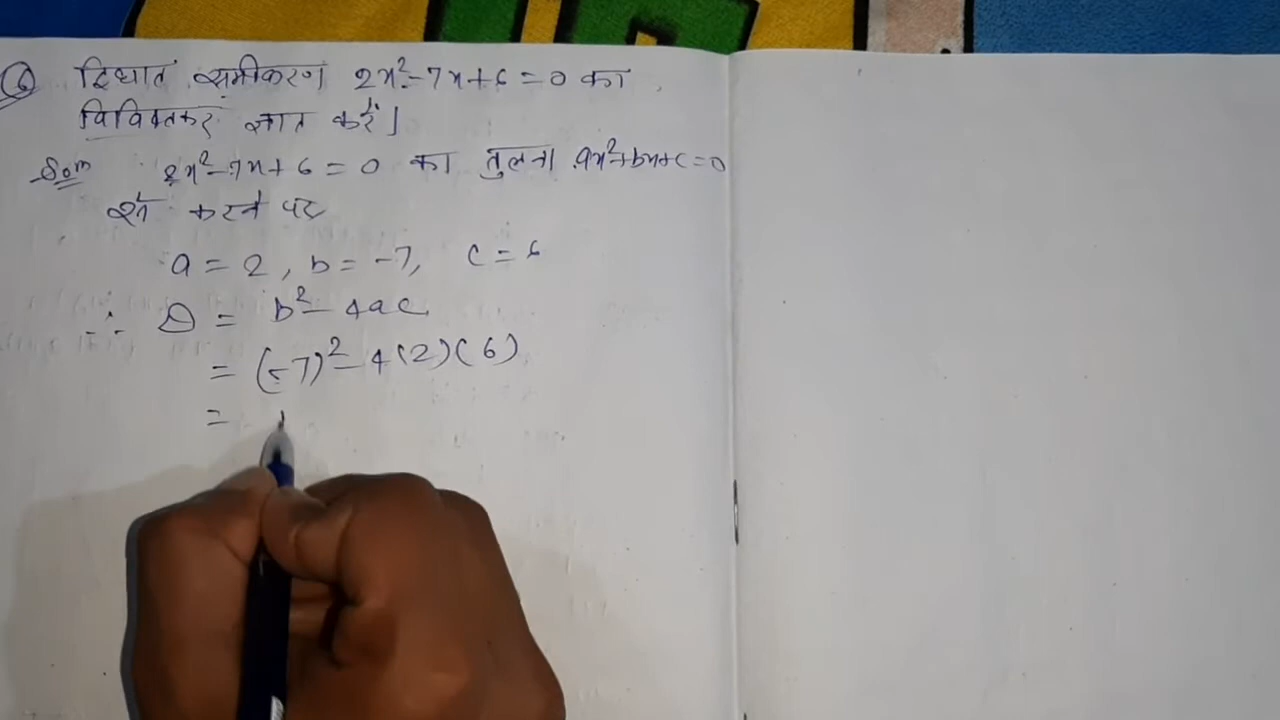 Q द्विघात समीकरण 2x²-7x+6=0 का
विविक्तकर ज्ञात करें।
Som 2x²-7x+6=0 का तुलना ax²+bx+c=0
से करने पर
a = 2, b = -7, c = 6
∴ D = b²-4ac
= (-7)²-4(2)(6)
=